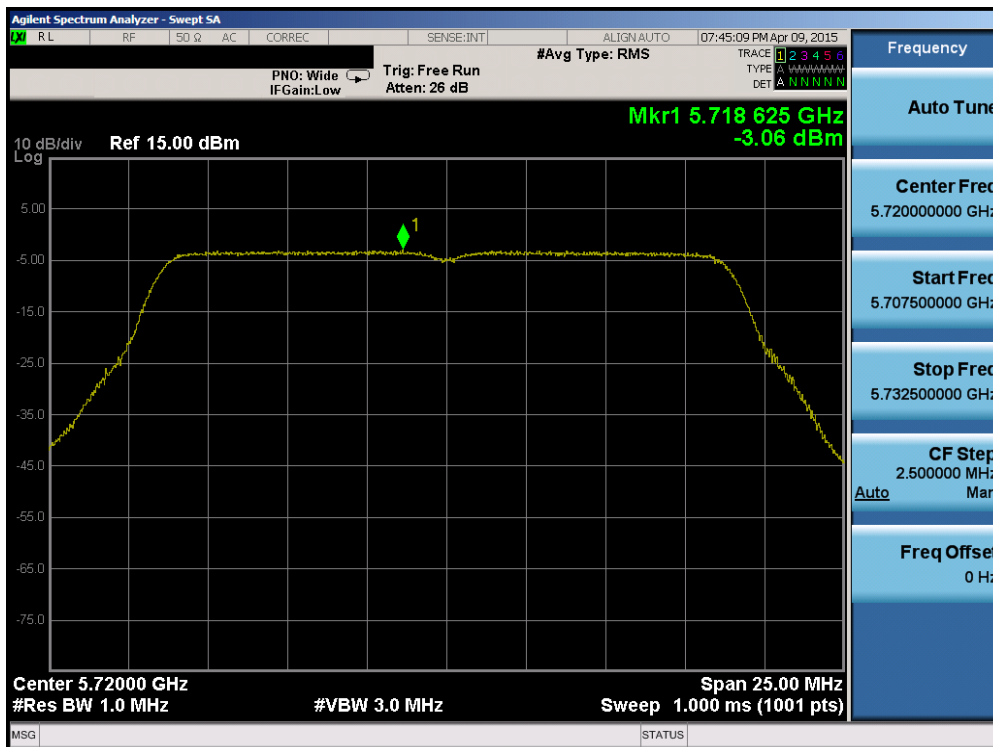 Agilent Spectrum Analyzer - Swept SA
LXI RL RF 50 Ω AC CORREC SENSE:INT ALIGNAUTO 07:45:09 PM Apr 09, 2015
Frequency
#Avg Type: RMS TRACE 1 2 3 4 5 6
PNO: Wide Trig: Free Run TYPE A WWWWW
IFGain:Low Atten: 26 dB DET A N N N N N
Auto Tune
Mkr1 5.718 625 GHz
10 dB/div Ref 15.00 dBm -3.06 dBm
Log
1
Center Freq
5.720000000 GHz
Start Freq
5.707500000 GHz
Stop Freq
5.732500000 GHz
CF Step
2.500000 MHz
Auto Man
Freq Offset
0 Hz
5.00
-5.00
-15.0
-25.0
-35.0
-45.0
-55.0
-65.0
-75.0
Center 5.72000 GHz Span 25.00 MHz
#Res BW 1.0 MHz #VBW 3.0 MHz Sweep 1.000 ms (1001 pts)
MSG STATUS